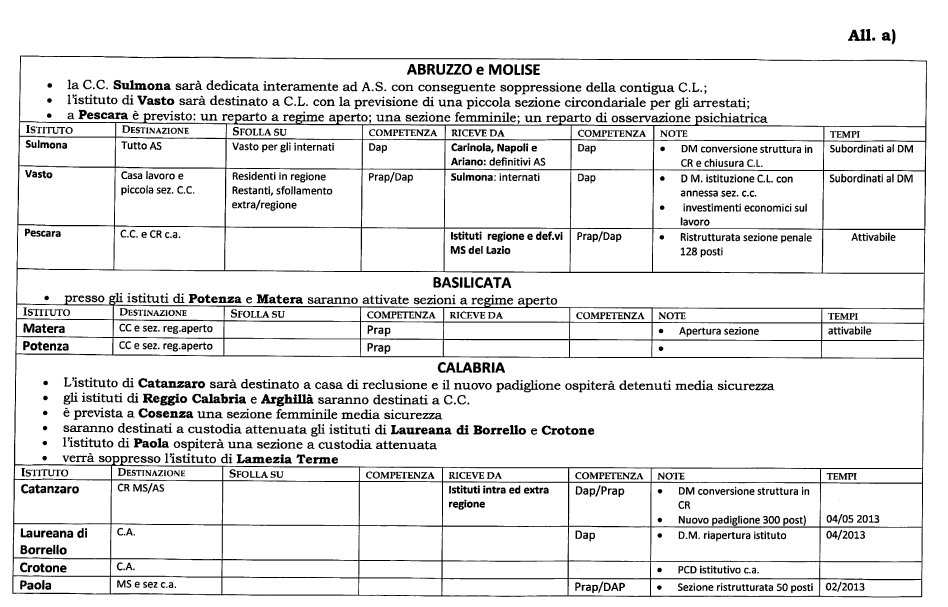 All. a)
ABRUZZO e MOLISE
• la C.C. Sulmona sarà dedicata interamente ad A.S. con conseguente soppressione della contigua C.L.;
• l'istituto di Vasto sarà destinato a C.L. con la previsione di una piccola sezione circondariale per gli arrestati;
• a Pescara è previsto: un reparto a regime aperto; una sezione femminile; un reparto di osservazione psichiatrica
ISTITUTO DESTINAZIONE SFOLLA SU COMPETENZA RICEVE DA COMPETENZA NOTE TEMPI
Sulmona Tutto AS Vasto per gli internati Dap Carinola, Napoli e Dap • DM conversione struttura in Subordinati al DM
Ariano: definitivi AS CR e chiusura C.L.
Vasto Casa lavoro e Residenti in regione Prap/Dap Sulmona: internati Dap • D M. istituzione C.L. con Subordinati al DM
piccola sez. C.C. Restanti, sfollamento annessa sez. c.c.
extra/regione • investimenti economici sul
lavoro
Pescara C.C. e CR c.a. Istituti regione e def.vi Prap/Dap • Ristrutturata sezione penale Attivabile
MS del Lazio 128 posti
BASILICATA
• presso gli istituti di Potenza e Matera saranno attivate sezioni a regime aperto
ISTITUTO DESTINAZIONE SFOLLA SU COMPETENZA RICEVE DA COMPETENZA NOTE TEMPI
Matera CC e sez. reg.aperto Prap • Apertura sezione attivabile
Potenza CC e sez. reg.aperto Prap •
CALABRIA
• L'istituto di Catanzaro sarà destinato a casa di reclusione e il nuovo padiglione ospiterà detenuti media sicurezza
• gli istituti di Reggio Calabria e Arghillà saranno destinati a C.C.
• è prevista a Cosenza una sezione femminile media sicurezza
• saranno destinati a custodia attenuata gli istituti di Laureana di Borrello e Crotone
• l'istituto di Paola ospiterà una sezione a custodia attenuata
• verrà soppresso l'istituto di Lamezia Terme
ISTITUTO DESTINAZIONE SFOLLA SU COMPETENZA RICEVE DA COMPETENZA NOTE TEMPI
Catanzaro CR MS/AS Istituti intra ed extra Dap/Prap • DM conversione struttura in
regione CR
• Nuovo padiglione 300 post) 04/05 2013
Laureana di C.A. Dap • D.M. riapertura istituto 04/2013
Borrello
Crotone C.A. • PCD istitutivo c.a.
Paola MS e sez c.a. Prap/DAP • Sezione ristrutturata 50 posti 02/2013